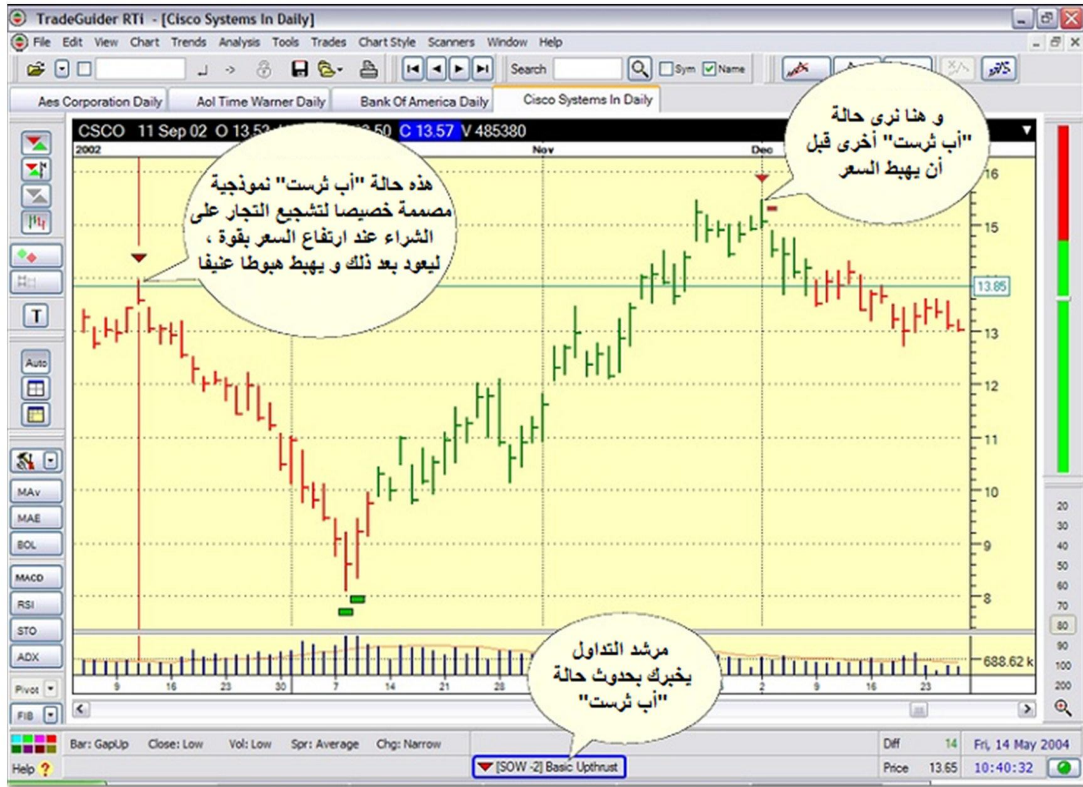 TradeGuider RTi - [Cisco Systems In Daily]
File Edit View Chart Trends Analysis Tools Trades Chart Style Scanners Window Help
Search Sym Name
Aes Corporation Daily Aol Time Warner Daily Bank Of America Daily Cisco Systems In Daily
CSCO 11 Sep 02 O 13.52 .50 C 13.57 V 485380
2002 Nov Dec
و هنا نرى حالة
"أب ثرست" أخرى قبل
أن يهبط السعر
هذه حالة "أب ثرست" نموذجية
مصممة خصيصا لتشجيع التجار على
الشراء عند ارتفاع السعر بقوة ،
ليعود بعد ذلك و يهبط هبوطا عنيفا
16
15
13.85
13
12
11
10
9
8
T
Auto
MAv
MAE
BOL
MACD
RSI
STO
ADX
Pivot
FIB
20
30
40
50
60
70
80
90
100
200
مرشد التداول
يخبرك بحدوث حالة
"أب ثرست"
688.62 k
9 16 23 30 7 14 21 28 2 9 16 23
Bar: GapUp Close: Low Vol: Low Spr: Average Chg: Narrow Diff 14 Fri, 14 May 2004
Help ? [SOW -2] Basic Upthrust Price 13.65 10:40:32